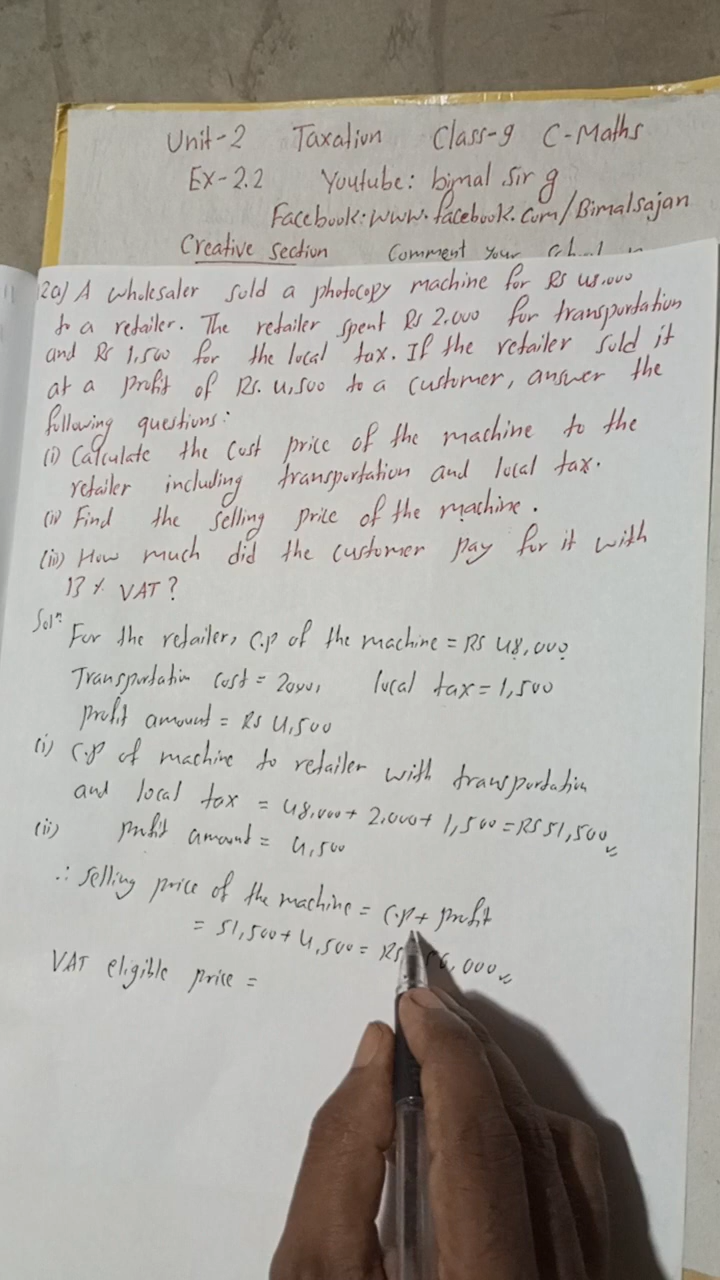 Unit-2 Taxation Class-9 C-Maths
Ex-2.2 Youtube: bimal sir g
Facebook: www.facebook.com/Bimalsajan
Creative section Comment your
2a) A wholesaler sold a photocopy machine for Rs 48,000
to a retailer. The retailer spent Rs 2,000 for transportation
and Rs 1,500 for the local tax. If the retailer sold it
at a profit of Rs. 4,500 to a customer, answer the
following questions:
(i) Calculate the cost price of the machine to the
retailer including transportation and local tax.
(ii) Find the selling price of the machine.
(iii) How much did the customer pay for it with
13% VAT?
Solⁿ
For the retailer, C.P of the machine = Rs 48,000
Transportation cost = 2000, local tax = 1,500
profit amount = Rs 4,500
(i) C.P of machine to retailer with transportation
and local tax = 48,000 + 2,000 + 1,500 = RS 51,500
(ii) profit amount = 4,500
∴ Selling price of the machine = C.P + profit
= 51,500 + 4,500 = Rs 56,000
VAT eligible price =